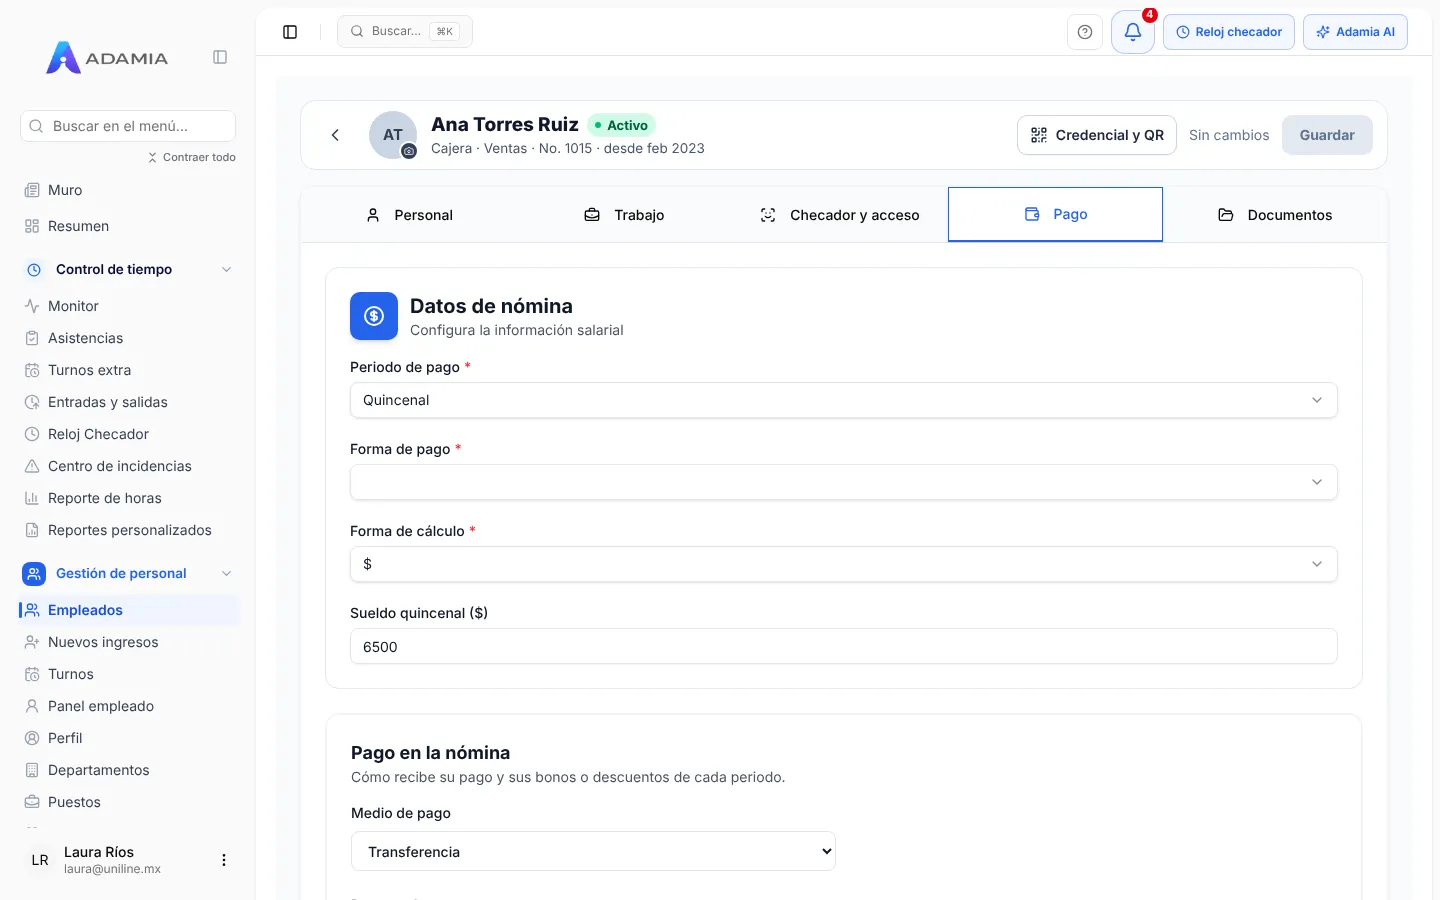 ADAMIA
Buscar en el menú...
Contraer todo
Muro
Resumen
Control de tiempo
Monitor
Asistencias
Turnos extra
Entradas y salidas
Reloj Checador
Centro de incidencias
Reporte de horas
Reportes personalizados
Gestión de personal
Empleados
Nuevos ingresos
Turnos
Panel empleado
Perfil
Departamentos
Puestos
LR
Laura Ríos
laura@uniline.mx
Buscar... ⌘K
4
Reloj checador
Adamia AI
AT
Ana Torres Ruiz
Activo
Cajera · Ventas · No. 1015 · desde feb 2023
Credencial y QR
Sin cambios
Guardar
Personal
Trabajo
Checador y acceso
Pago
Documentos
Datos de nómina
Configura la información salarial
Periodo de pago *
Quincenal
Forma de pago *
Forma de cálculo *
$
Sueldo quincenal ($)
6500
Pago en la nómina
Cómo recibe su pago y sus bonos o descuentos de cada periodo.
Medio de pago
Transferencia